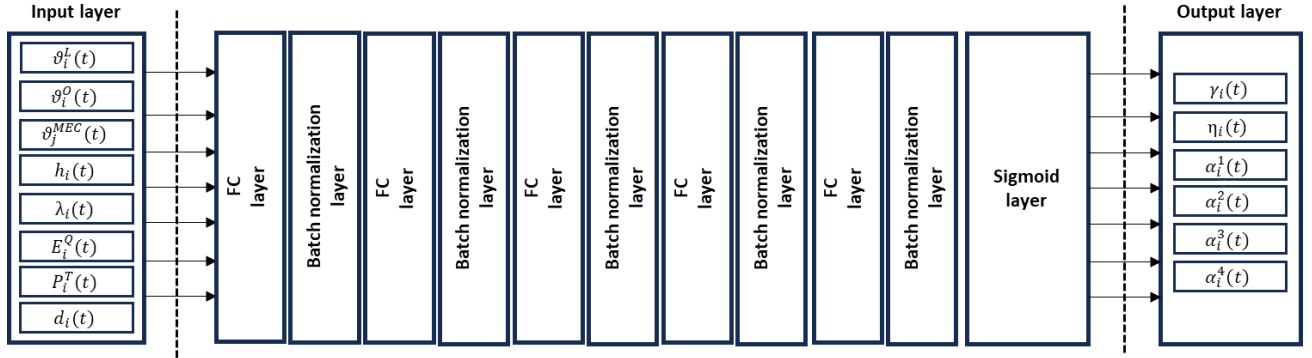 Input layer
Output layer
ϑ_i^L(t)
ϑ_i^O(t)
ϑ_j^{MEC}(t)
h_i(t)
λ_i(t)
E_i^Q(t)
P_i^T(t)
d_i(t)
FC
layer
Batch normalization
layer
FC
layer
Batch normalization
layer
FC
layer
Batch normalization
layer
FC
layer
Batch normalization
layer
FC
layer
Batch normalization
layer
Sigmoid
layer
γ_i(t)
η_i(t)
α_i^1(t)
α_i^2(t)
α_i^3(t)
α_i^4(t)